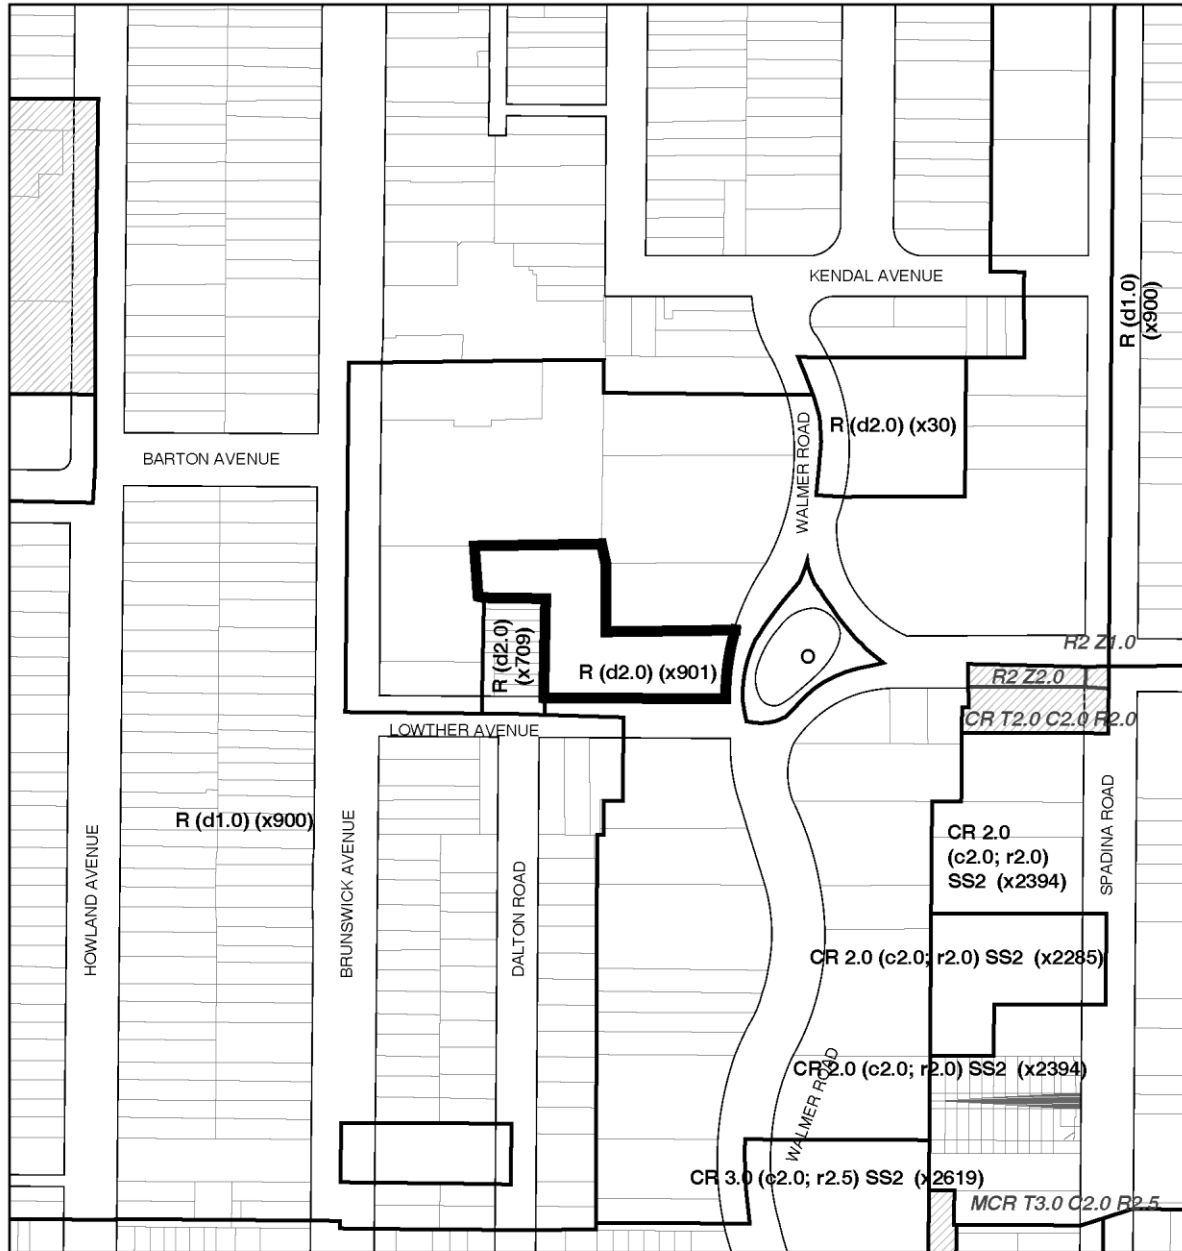 KENDAL AVENUE
R (d1.0)
(x900)
WALMER ROAD
R (d2.0) (x30)
BARTON AVENUE
R (d2.0)
(x709)
R (d2.0) (x901)
O
R2 Z1.0
R2 Z2.0
CR T2.0 C2.0 R2.0
LOWTHER AVENUE
R (d1.0) (x900)
HOWLAND AVENUE
BRUNSWICK AVENUE
DALTON ROAD
SPADINA ROAD
CR 2.0
(c2.0; r2.0)
SS2 (x2394)
CR 2.0 (c2.0; r2.0) SS2 (x2285)
CR 2.0 (c2.0; r2.0) SS2 (x2394)
WALMER ROAD
CR 3.0 (c2.0; r2.5) SS2 (x2619)
MCR T3.0 C2.0 R2.5